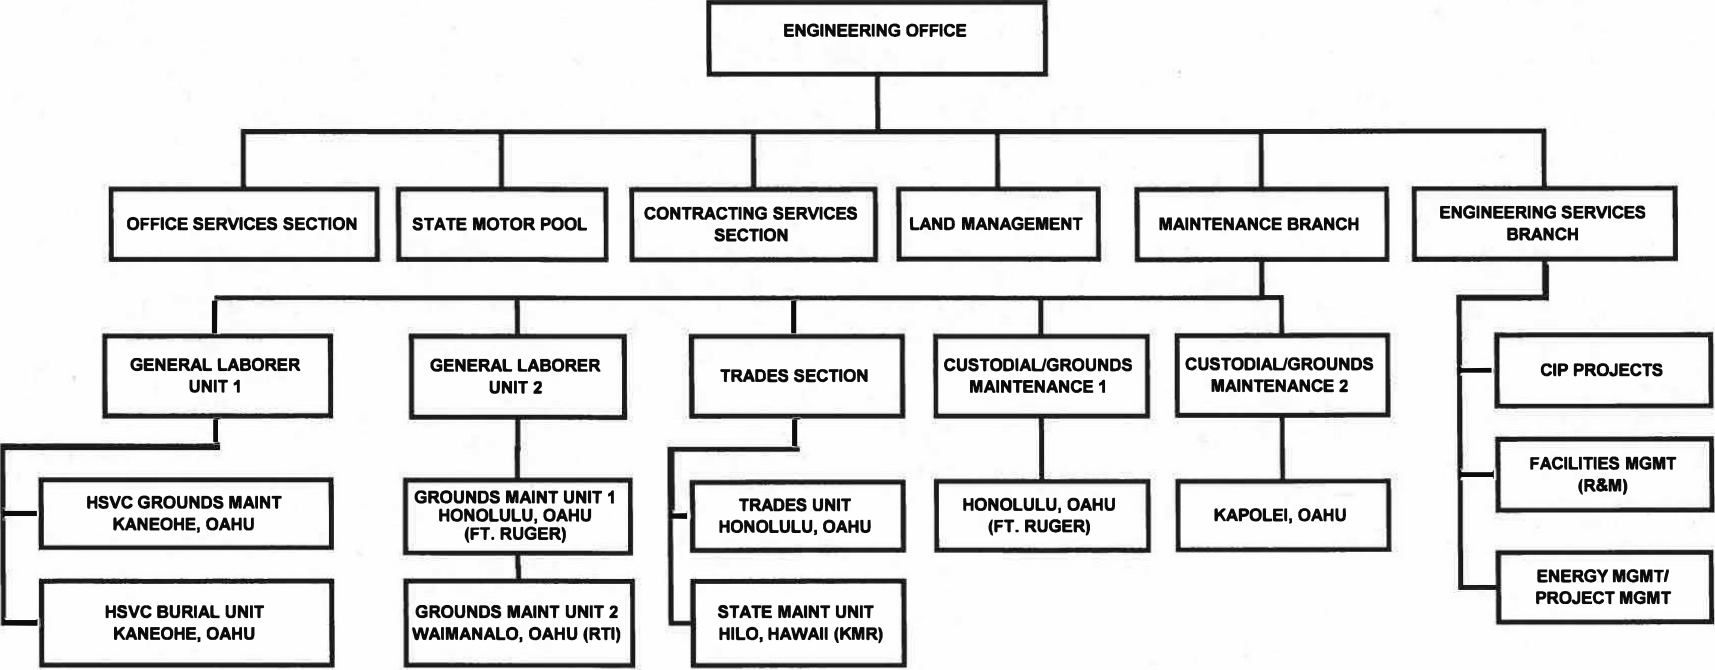 ENGINEERING OFFICE
OFFICE SERVICES SECTION
STATE MOTOR POOL
CONTRACTING SERVICES
SECTION
LAND MANAGEMENT
MAINTENANCE BRANCH
ENGINEERING SERVICES
BRANCH
GENERAL LABORER
UNIT 1
GENERAL LABORER
UNIT 2
TRADES SECTION
CUSTODIAL/GROUNDS
MAINTENANCE 1
CUSTODIAL/GROUNDS
MAINTENANCE 2
CIP PROJECTS
HSVC GROUNDS MAINT
KANEOHE, OAHU
GROUNDS MAINT UNIT 1
HONOLULU, OAHU
(FT. RUGER)
TRADES UNIT
HONOLULU, OAHU
HONOLULU, OAHU
(FT. RUGER)
KAPOLEI, OAHU
FACILITIES MGMT
(R&M)
HSVC BURIAL UNIT
KANEOHE, OAHU
GROUNDS MAINT UNIT 2
WAIMANALO, OAHU (RTI)
STATE MAINT UNIT
HILO, HAWAII (KMR)
ENERGY MGMT/
PROJECT MGMT